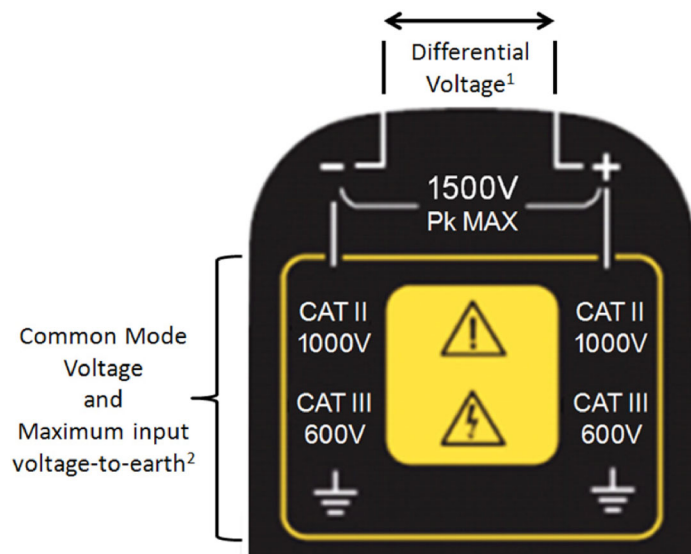 Differential
Voltage¹
- +
1500V
Pk MAX
CAT II
1000V
CAT III
600V
CAT II
1000V
CAT III
600V
Common Mode
Voltage
and
Maximum input
voltage-to-earth²